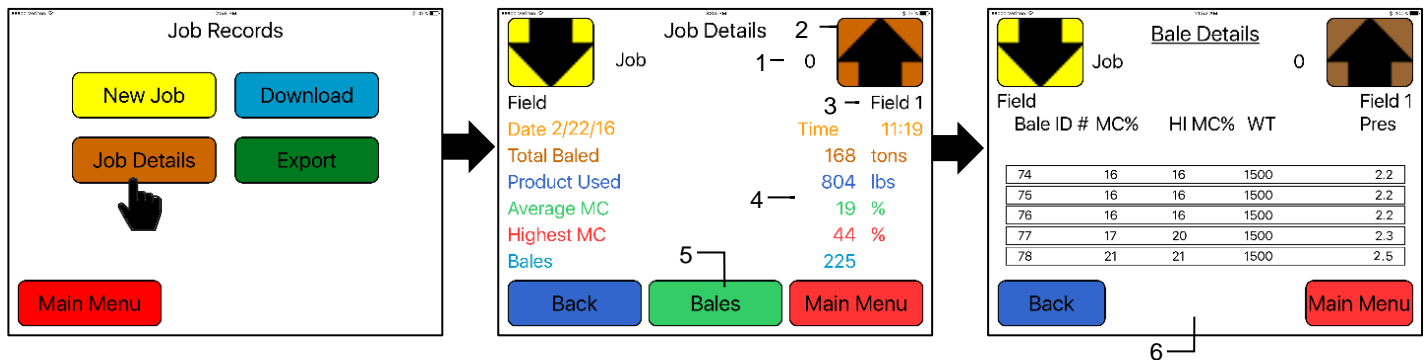 Job Records
New Job
Download
Job Details
Export
Main Menu
Job Details
2
Job
1
0
Field
3
Field 1
Date 2/22/16
Time
11:19
Total Baled
168 tons
Product Used
804 lbs
4
Average MC
19 %
Highest MC
44 %
5
Bales
225
Back
Bales
Main Menu
Bale Details
Job
0
Field
Field 1
Bale ID # MC% HI MC% WT Pres
74 16 16 1500 2.2
75 16 16 1500 2.2
76 16 16 1500 2.2
77 17 20 1500 2.3
78 21 21 1500 2.5
Back
Main Menu
6